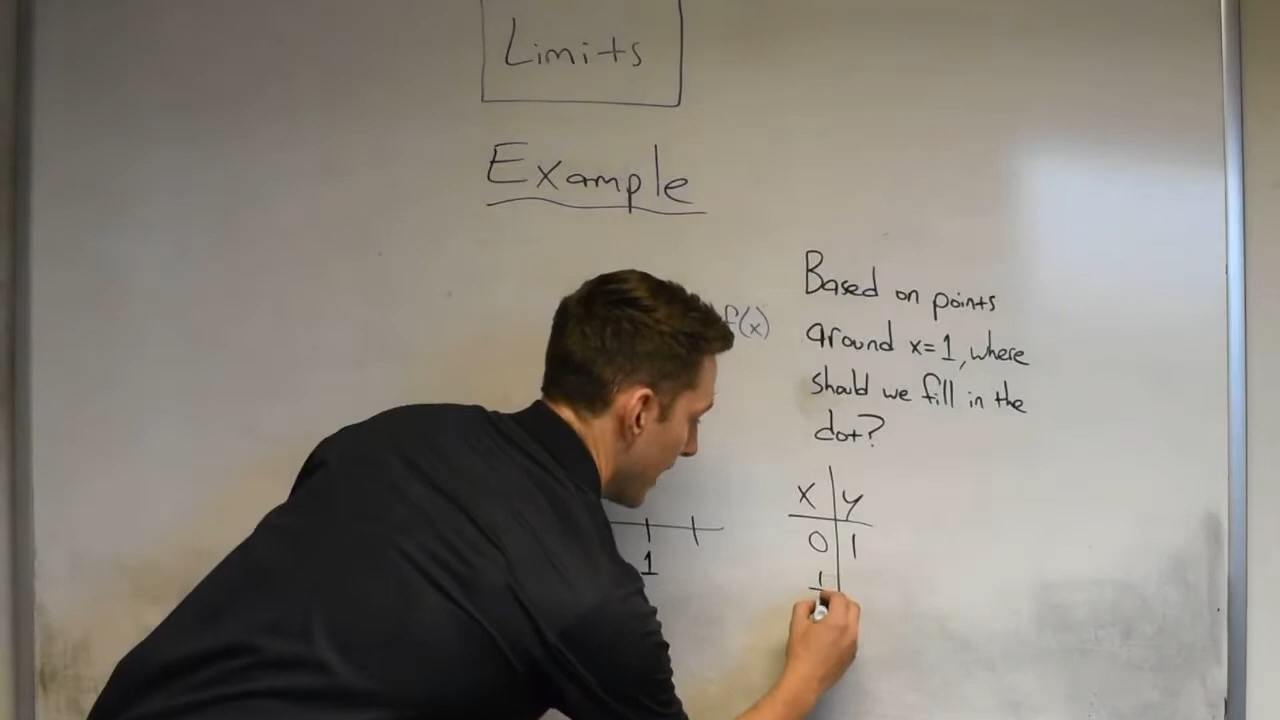 Limits
Example
f(x)
Based on points
around x=1, where
should we fill in the
dot?
x y
0 1
1
1